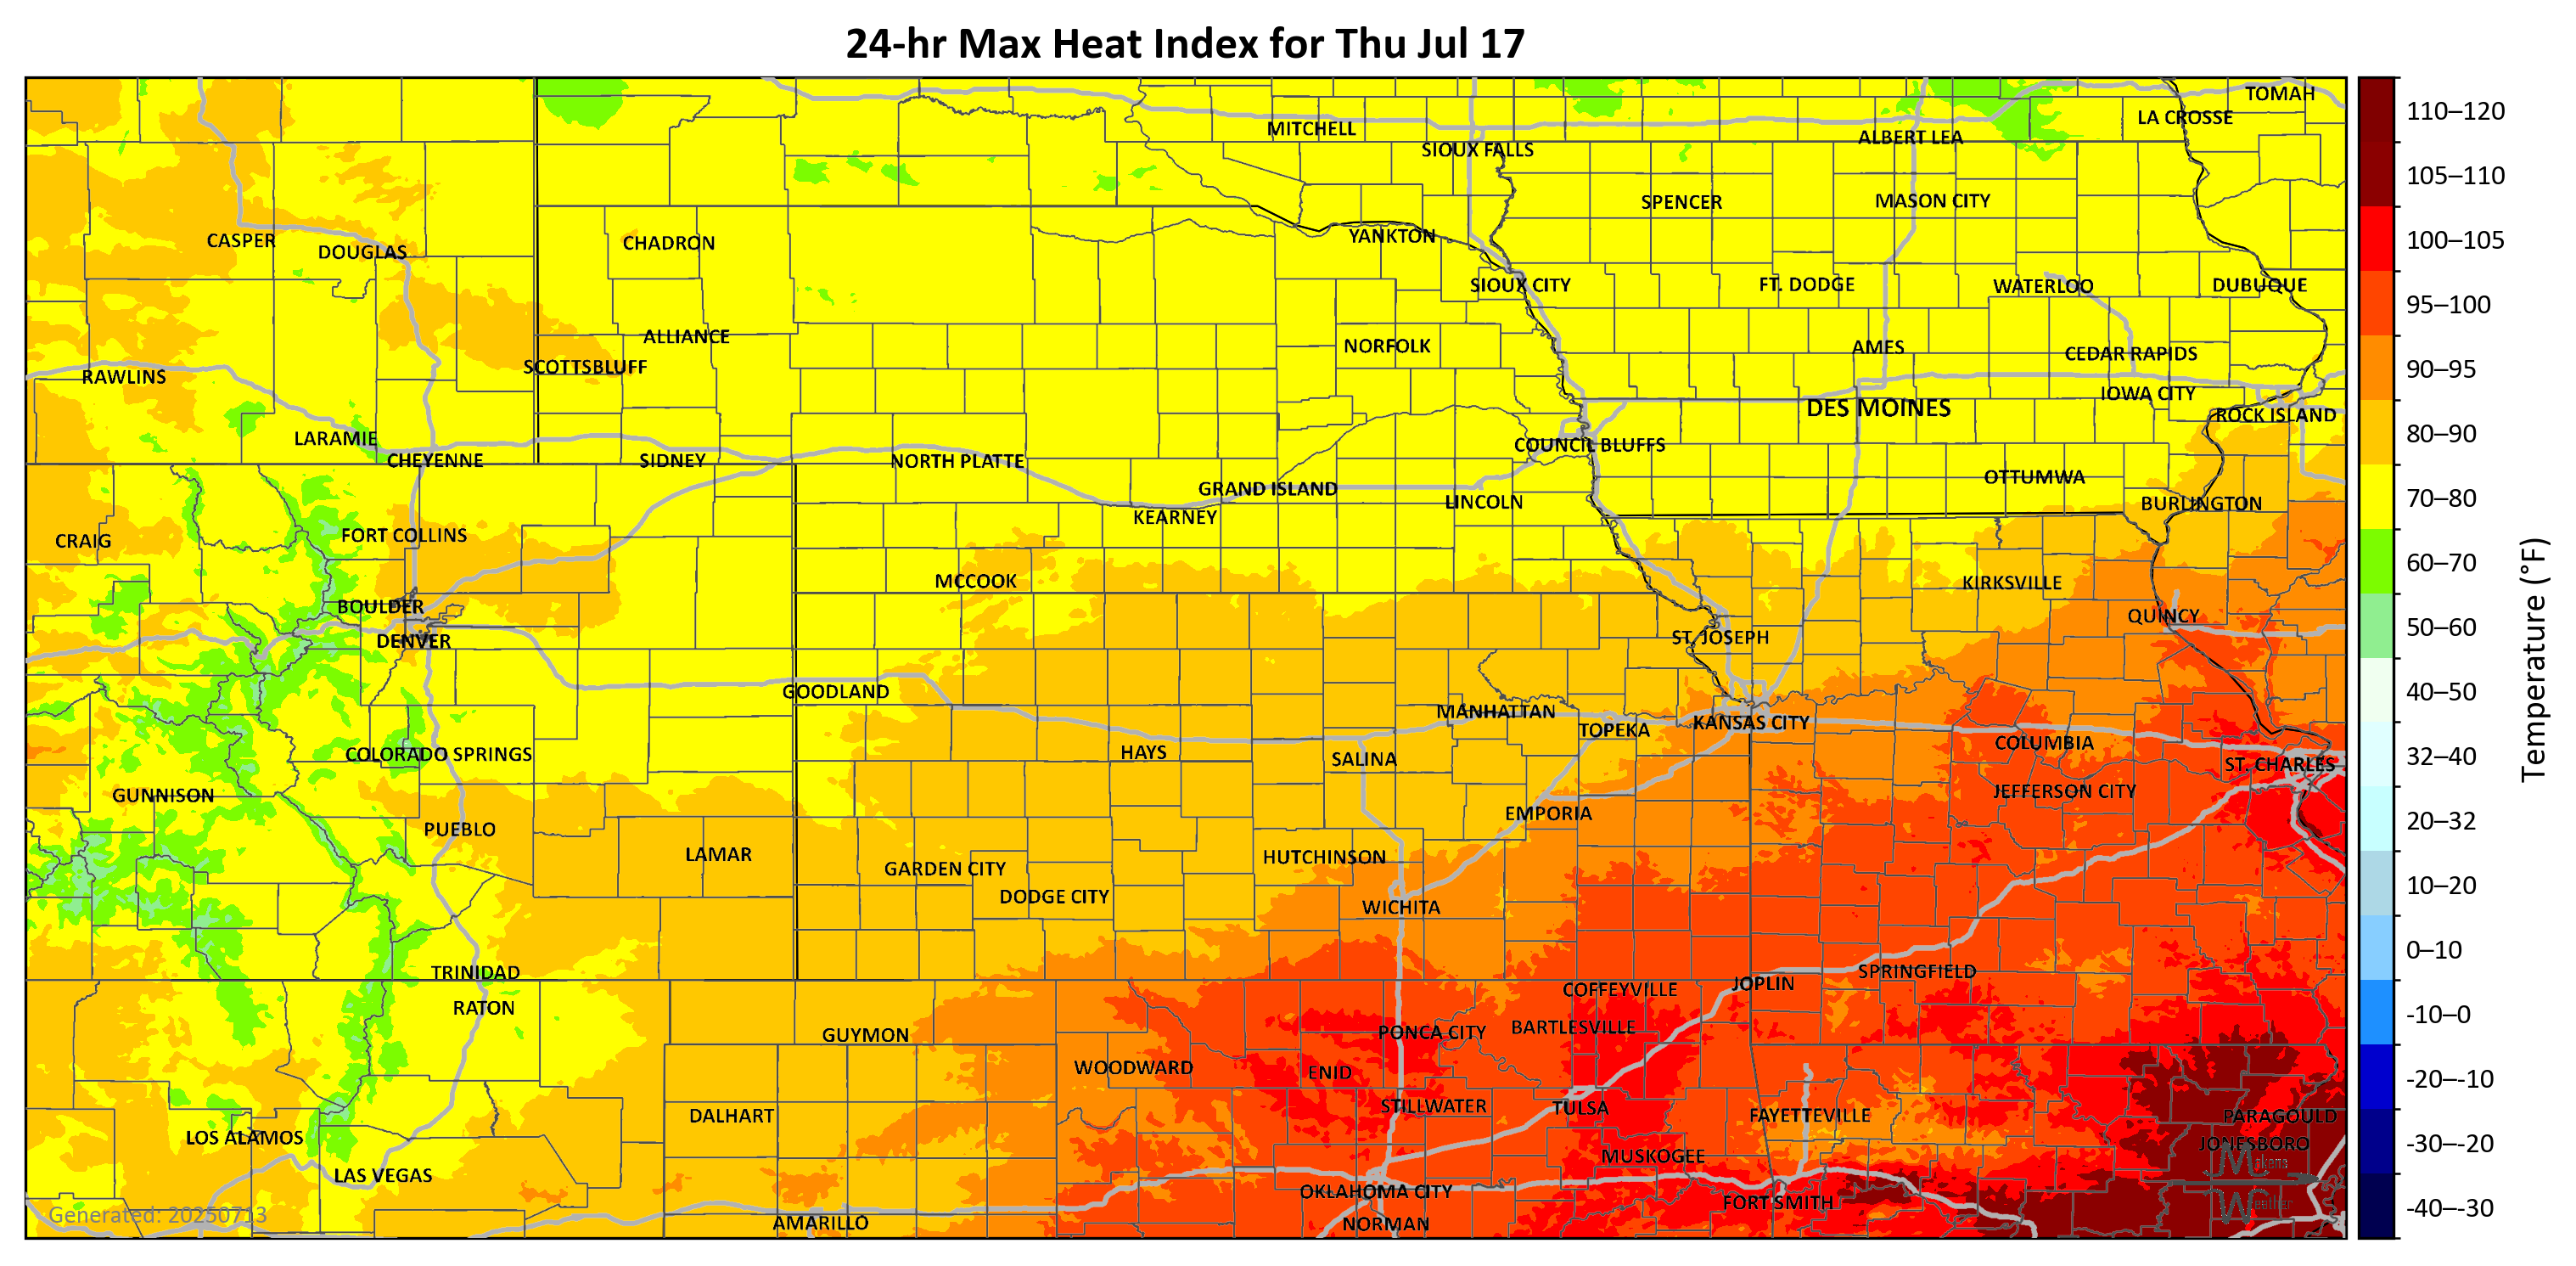 24-hr Max Heat Index for Thu Jul 17
TOMAH
LA CROSSE
MITCHELL
ALBERT LEA
SIOUX FALLS
SPENCER
MASON CITY
CASPER
DOUGLAS
CHADRON
YANKTON
SIOUX CITY
FT. DODGE
WATERLOO
DUBUQUE
ALLIANCE
NORFOLK
AMES
CEDAR RAPIDS
SCOTTSBLUFF
RAWLINS
IOWA CITY
DES MOINES
ROCK ISLAND
LARAMIE
COUNCIL BLUFFS
CHEYENNE
SIDNEY
NORTH PLATTE
OTTUMWA
GRAND ISLAND
LINCOLN
BURLINGTON
KEARNEY
FORT COLLINS
CRAIG
MCCOOK
KIRKSVILLE
BOULDER
QUINCY
DENVER
ST. JOSEPH
GOODLAND
MANHATTAN
KANSAS CITY
TOPEKA
COLUMBIA
COLORADO SPRINGS
HAYS
SALINA
ST. CHARLES
GUNNISON
JEFFERSON CITY
EMPORIA
PUEBLO
LAMAR
HUTCHINSON
GARDEN CITY
DODGE CITY
WICHITA
TRINIDAD
SPRINGFIELD
JOPLIN
COFFEYVILLE
RATON
BARTLESVILLE
PONCA CITY
GUYMON
WOODWARD
ENID
STILLWATER
TULSA
DALHART
FAYETTEVILLE
PARAGOULD
LOS ALAMOS
JONESBORO
MUSKOGEE
LAS VEGAS
OKLAHOMA CITY
FORT SMITH
AMARILLO
NORMAN
Generated: 20250713
Makens
Weather
110–120
105–110
100–105
95–100
90–95
80–90
70–80
60–70
50–60
40–50
32–40
20–32
10–20
0–10
-10–0
-20–-10
-30–-20
-40–-30
Temperature (°F)